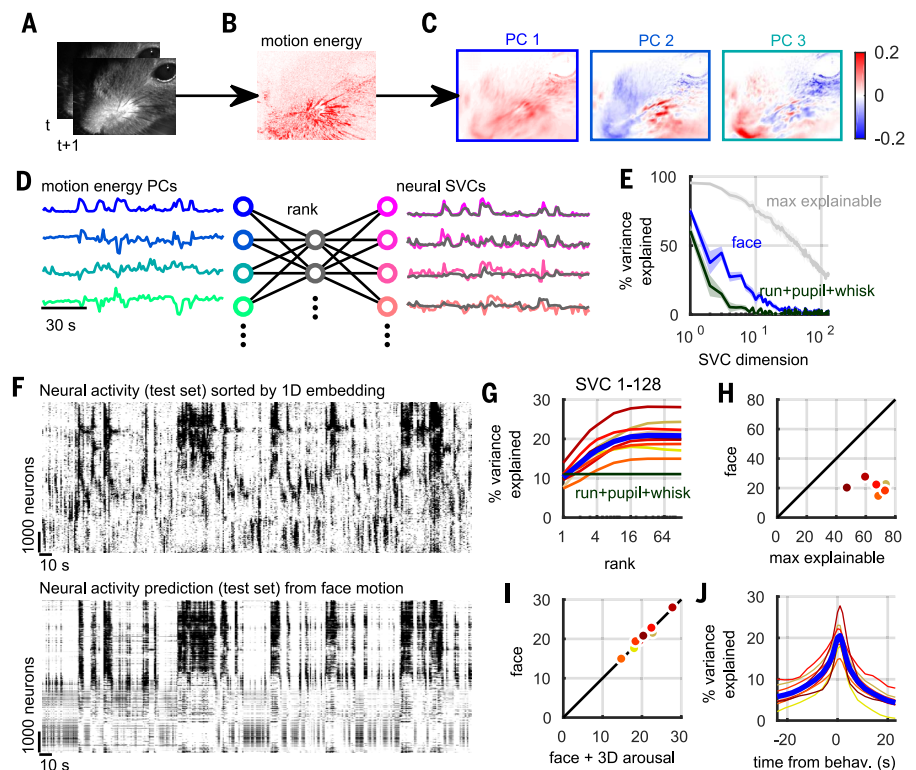 A
B
C
motion energy
PC 1
PC 2
PC 3
0.2
0
-0.2
t
t+1
D
motion energy PCs
rank
neural SVCs
30 s
E
100
50
0
% variance
explained
max explainable
face
run+pupil+whisk
10^0
10^1
10^2
SVC dimension
F
Neural activity (test set) sorted by 1D embedding
1000 neurons
10 s
Neural activity prediction (test set) from face motion
1000 neurons
10 s
G
SVC 1-128
30
20
10
0
% variance
explained
run+pupil+whisk
1
4
16
64
rank
H
80
60
40
20
0
face
0
20
40
60
80
max explainable
I
30
20
10
0
face
0
10
20
30
face + 3D arousal
J
30
20
10
0
% variance
explained
-20
0
20
time from behav. (s)